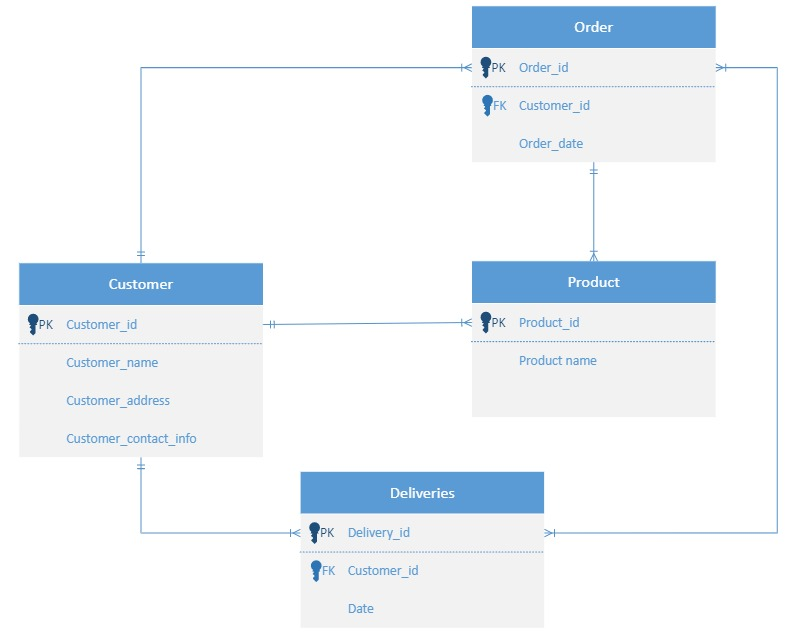 Order
PK Order_id
FK Customer_id
Order_date
Customer
PK Customer_id
Customer_name
Customer_address
Customer_contact_info
Product
PK Product_id
Product name
Deliveries
PK Delivery_id
FK Customer_id
Date